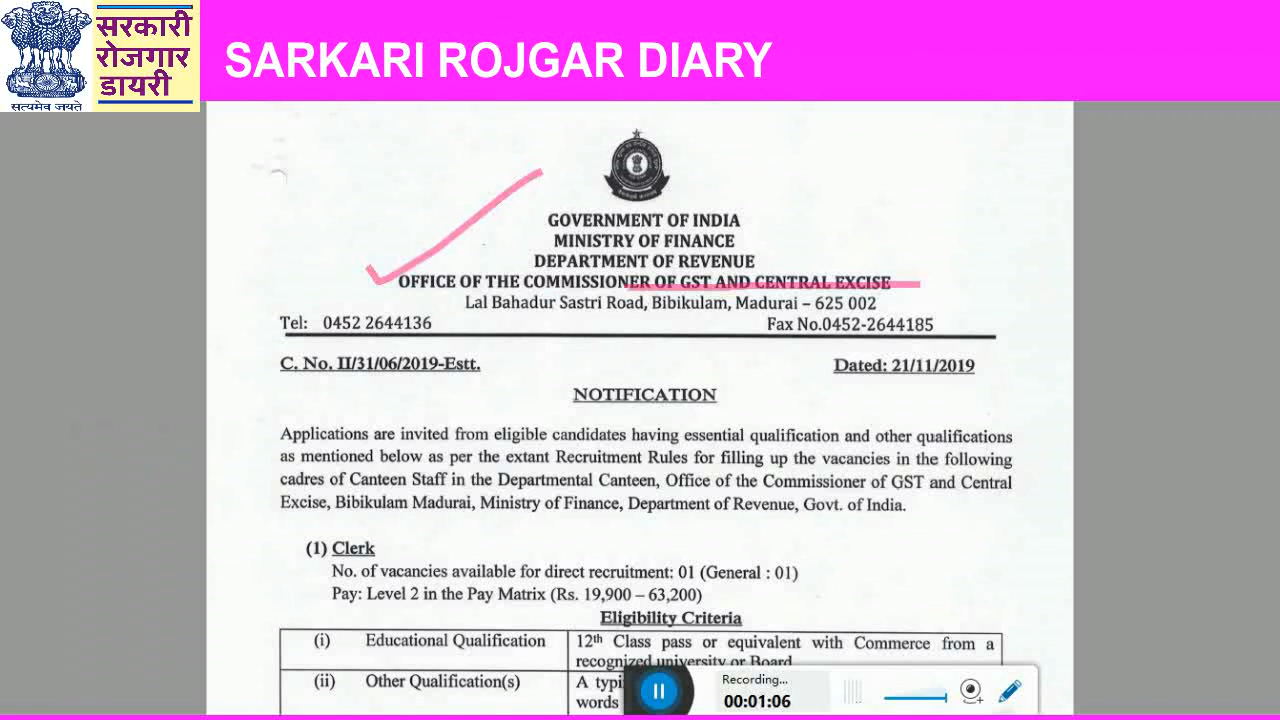 सरकारी
रोजगार
डायरी
सत्यमेव जयते
SARKARI ROJGAR DIARY
GOVERNMENT OF INDIA
MINISTRY OF FINANCE
DEPARTMENT OF REVENUE
OFFICE OF THE COMMISSIONER OF GST AND CENTRAL EXCISE
Lal Bahadur Sastri Road, Bibikulam, Madurai – 625 002
Tel: 0452 2644136 Fax No.0452-2644185
C. No. II/31/06/2019-Estt. Dated: 21/11/2019
NOTIFICATION
Applications are invited from eligible candidates having essential qualification and other qualifications
as mentioned below as per the extant Recruitment Rules for filling up the vacancies in the following
cadres of Canteen Staff in the Departmental Canteen, Office of the Commissioner of GST and Central
Excise, Bibikulam Madurai, Ministry of Finance, Department of Revenue, Govt. of India.
(1) Clerk
No. of vacancies available for direct recruitment: 01 (General : 01)
Pay: Level 2 in the Pay Matrix (Rs. 19,900 – 63,200)
Eligibility Criteria
(i) Educational Qualification 12th Class pass or equivalent with Commerce from a
recognized university or Board
(ii) Other Qualification(s) A typi
words
Recording...
00:01:06